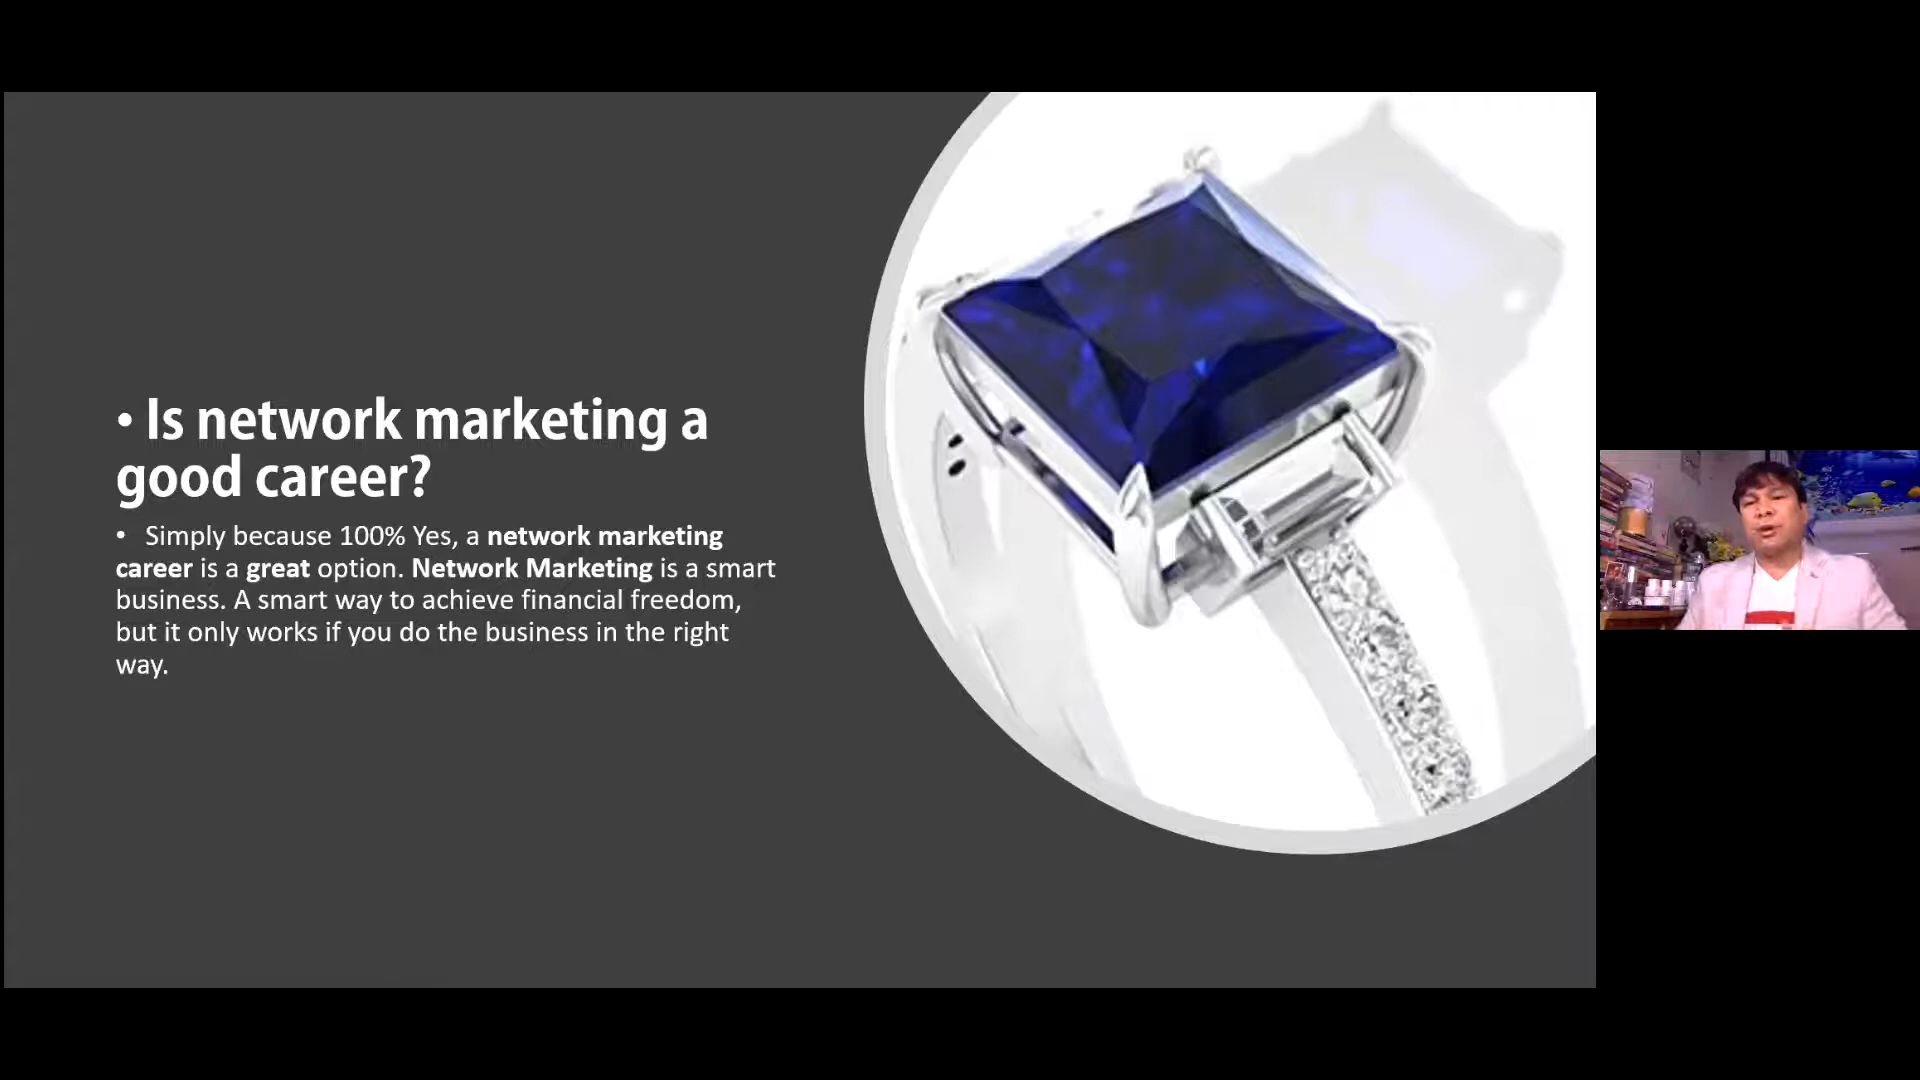 • Is network marketing a
good career?
• Simply because 100% Yes, a network marketing
career is a great option. Network Marketing is a smart
business. A smart way to achieve financial freedom,
but it only works if you do the business in the right
way.